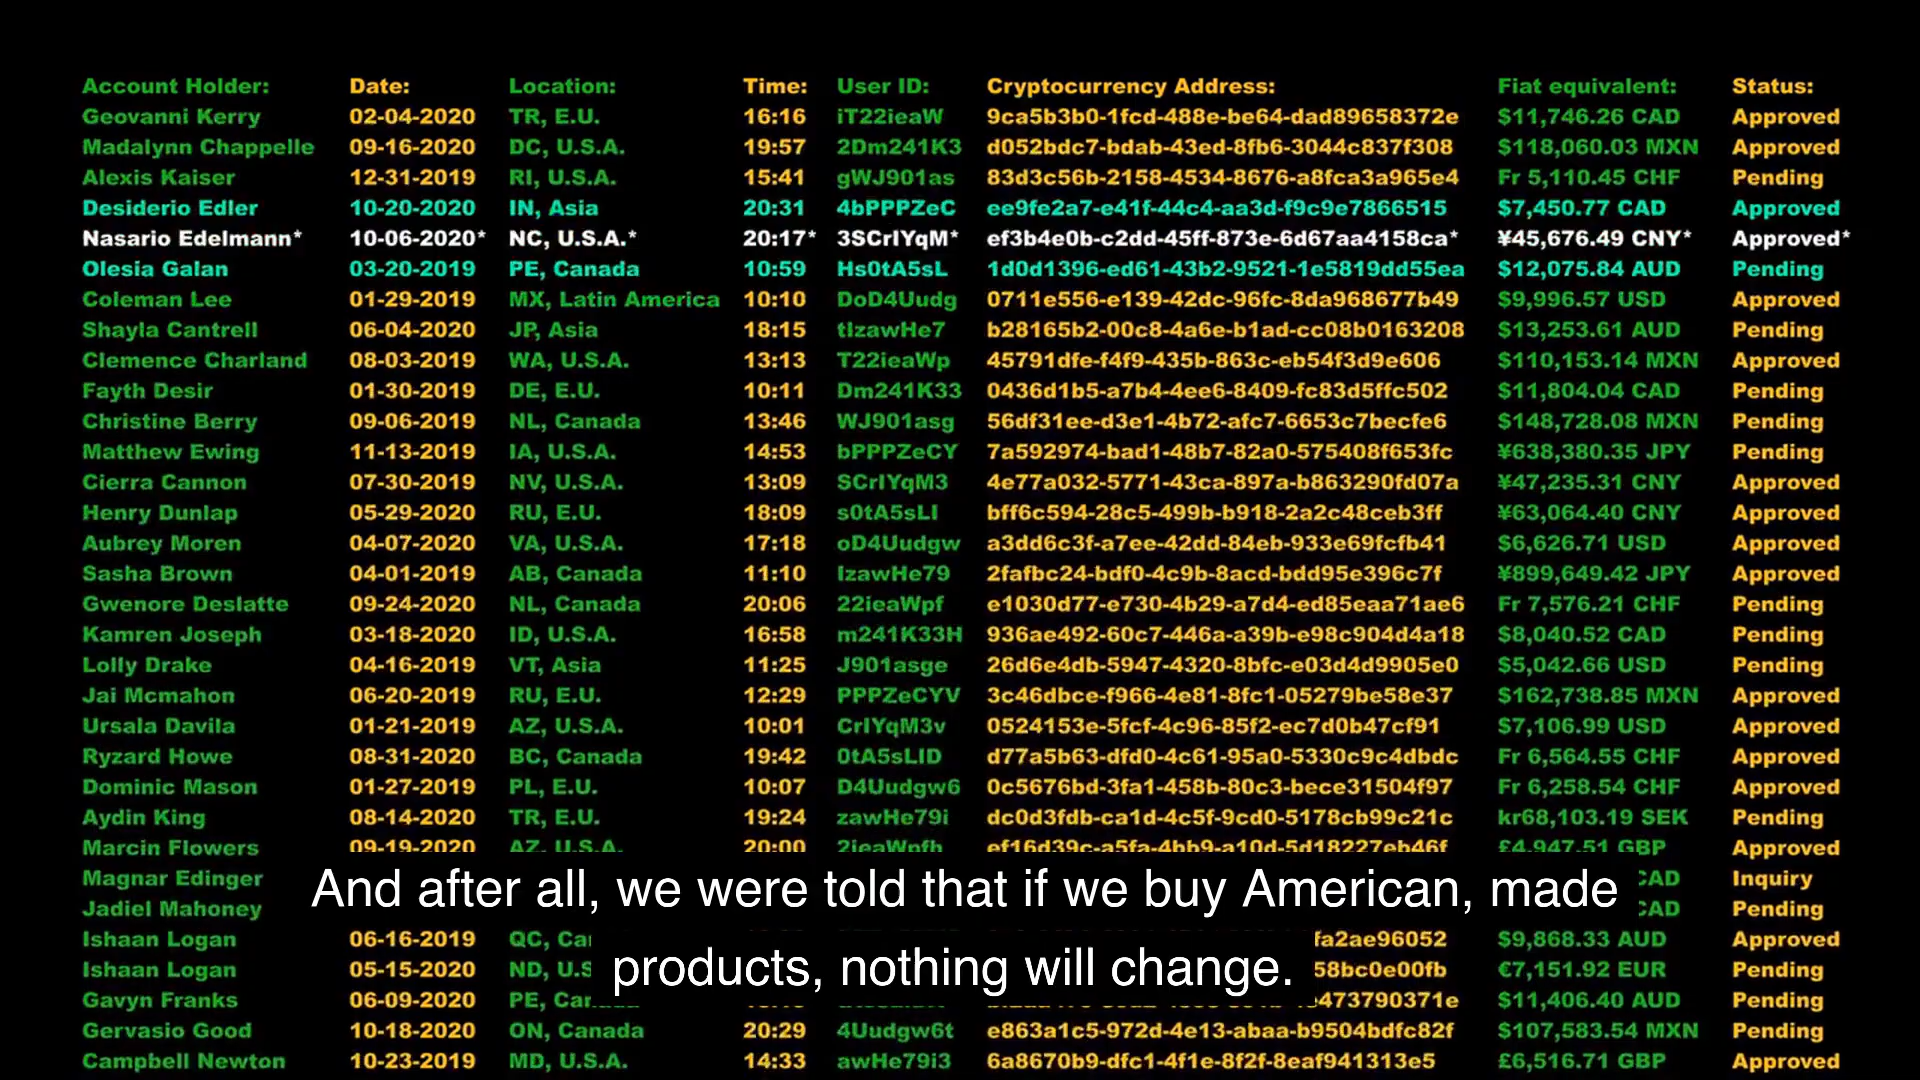 Account Holder: Date: Location: Time: User ID: Cryptocurrency Address: Fiat equivalent: Status:
Geovanni Kerry 02-04-2020 TR, E.U. 16:16 iT22ieaW 9ca5b3b0-1fcd-488e-be64-dad89658372e $11,746.26 CAD Approved
Madalynn Chappelle 09-16-2020 DC, U.S.A. 19:57 2Dm241K3 d052bdc7-bdab-43ed-8fb6-3044c837f308 $118,060.03 MXN Approved
Alexis Kaiser 12-31-2019 RI, U.S.A. 15:41 gWJ901as 83d3c56b-2158-4534-8676-a8fca3a965e4 Fr 5,110.45 CHF Pending
Desiderio Edler 10-20-2020 IN, Asia 20:31 4bPPPZeC ee9fe2a7-e41f-44c4-aa3d-f9c9e7866515 $7,450.77 CAD Approved
Nasario Edelmann* 10-06-2020* NC, U.S.A.* 20:17* 3SCrIYqM* ef3b4e0b-c2dd-45ff-873e-6d67aa4158ca* ¥45,676.49 CNY* Approved*
Olesia Galan 03-20-2019 PE, Canada 10:59 Hs0tA5sL 1d0d1396-ed61-43b2-9521-1e5819dd55ea $12,075.84 AUD Pending
Coleman Lee 01-29-2019 MX, Latin America 10:10 DoD4Uudg 0711e556-e139-42dc-96fc-8da968677b49 $9,996.57 USD Approved
Shayla Cantrell 06-04-2020 JP, Asia 18:15 tIzawHe7 b28165b2-00c8-4a6e-b1ad-cc08b0163208 $13,253.61 AUD Pending
Clemence Charland 08-03-2019 WA, U.S.A. 13:13 T22ieaWp 45791dfe-f4f9-435b-863c-eb54f3d9e606 $110,153.14 MXN Approved
Fayth Desir 01-30-2019 DE, E.U. 10:11 Dm241K33 0436d1b5-a7b4-4ee6-8409-fc83d5ffc502 $11,804.04 CAD Pending
Christine Berry 09-06-2019 NL, Canada 13:46 WJ901asg 56df31ee-d3e1-4b72-afc7-6653c7becfe6 $148,728.08 MXN Pending
Matthew Ewing 11-13-2019 IA, U.S.A. 14:53 bPPPZeCY 7a592974-bad1-48b7-82a0-575408f653fc ¥638,380.35 JPY Pending
Cierra Cannon 07-30-2019 NV, U.S.A. 13:09 SCrIYqM3 4e77a032-5771-43ca-897a-b863290fd07a ¥47,235.31 CNY Approved
Henry Dunlap 05-29-2020 RU, E.U. 18:09 s0tA5sLI bff6c594-28c5-499b-b918-2a2c48ceb3ff ¥63,064.40 CNY Approved
Aubrey Moren 04-07-2020 VA, U.S.A. 17:18 oD4Uudgw a3dd6c3f-a7ee-42dd-84eb-933e69fcfb41 $6,626.71 USD Approved
Sasha Brown 04-01-2019 AB, Canada 11:10 IzawHe79 2fafbc24-bdf0-4c9b-8acd-bdd95e396c7f ¥899,649.42 JPY Approved
Gwenore Deslatte 09-24-2020 NL, Canada 20:06 22ieaWpf e1030d77-e730-4b29-a7d4-ed85eaa71ae6 Fr 7,576.21 CHF Pending
Kamren Joseph 03-18-2020 ID, U.S.A. 16:58 m241K33H 936ae492-60c7-446a-a39b-e98c904d4a18 $8,040.52 CAD Pending
Lolly Drake 04-16-2019 VT, Asia 11:25 J901asge 26d6e4db-5947-4320-8bfc-e03d4d9905e0 $5,042.66 USD Pending
Jai Mcmahon 06-20-2019 RU, E.U. 12:29 PPPZeCYV 3c46dbce-f966-4e81-8fc1-05279be58e37 $162,738.85 MXN Approved
Ursala Davila 01-21-2019 AZ, U.S.A. 10:01 CrIYqM3v 0524153e-5fcf-4c96-85f2-ec7d0b47cf91 $7,106.99 USD Approved
Ryzard Howe 08-31-2020 BC, Canada 19:42 0tA5sLID d77a5b63-dfd0-4c61-95a0-5330c9c4dbdc Fr 6,564.55 CHF Approved
Dominic Mason 01-27-2019 PL, E.U. 10:07 D4Uudgw6 0c5676bd-3fa1-458b-80c3-bece31504f97 Fr 6,258.54 CHF Approved
Aydin King 08-14-2020 TR, E.U. 19:24 zawHe79i dc0d3fdb-ca1d-4c5f-9cd0-5178cb99c21c kr68,103.19 SEK Pending
Marcin Flowers 09-19-2020 AZ, U.S.A. 20:00 2ieaWpfh ef16d39c-a5fa-4bb9-a10d-5d18227eb46f £4,947.51 GBP Approved
Magnar Edinger CAD Inquiry
And after all, we were told that if we buy American, made
Jadiel Mahoney CAD Pending
Ishaan Logan 06-16-2019 QC, fa2ae96052 $9,868.33 AUD Approved
products, nothing will change.
Ishaan Logan 05-15-2020 ND, 58bc0e00fb €7,151.92 EUR Pending
Gavyn Franks 06-09-2020 PE, 473790371e $11,406.40 AUD Pending
Gervasio Good 10-18-2020 ON, Canada 20:29 4Uudgw6t e863a1c5-972d-4e13-abaa-b9504bdfc82f $107,583.54 MXN Pending
Campbell Newton 10-23-2019 MD, U.S.A. 14:33 awHe79i3 6a8670b9-dfc1-4f1e-8f2f-8eaf941313e5 £6,516.71 GBP Approved